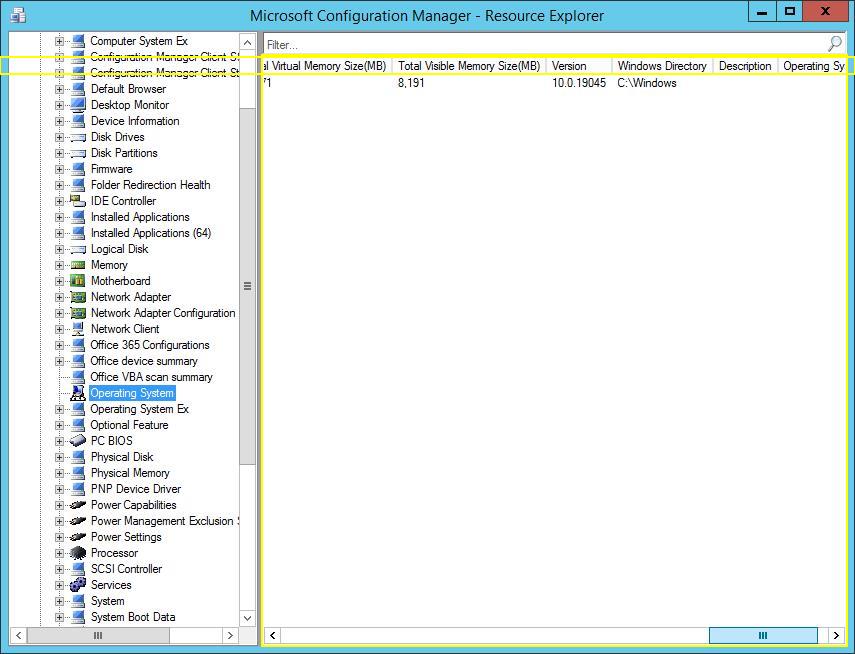 Microsoft Configuration Manager - Resource Explorer
X
Computer System Ex
Configuration Manager Client S
Configuration Manager Client St
Default Browser
Desktop Monitor
Device Information
Disk Drives
Disk Partitions
Firmware
Folder Redirection Health
IDE Controller
Installed Applications
Installed Applications (64)
Logical Disk
Memory
Motherboard
Network Adapter
Network Adapter Configuration
Network Client
Office 365 Configurations
Office device summary
Office VBA scan summary
Operating System
Operating System Ex
Optional Feature
PC BIOS
Physical Disk
Physical Memory
PNP Device Driver
Power Capabilities
Power Management Exclusion S
Power Settings
Processor
SCSI Controller
Services
System
System Boot Data
Filter...
al Virtual Memory Size(MB) Total Visible Memory Size(MB) Version Windows Directory Description Operating Sy
71 8,191 10.0.19045 C:\Windows